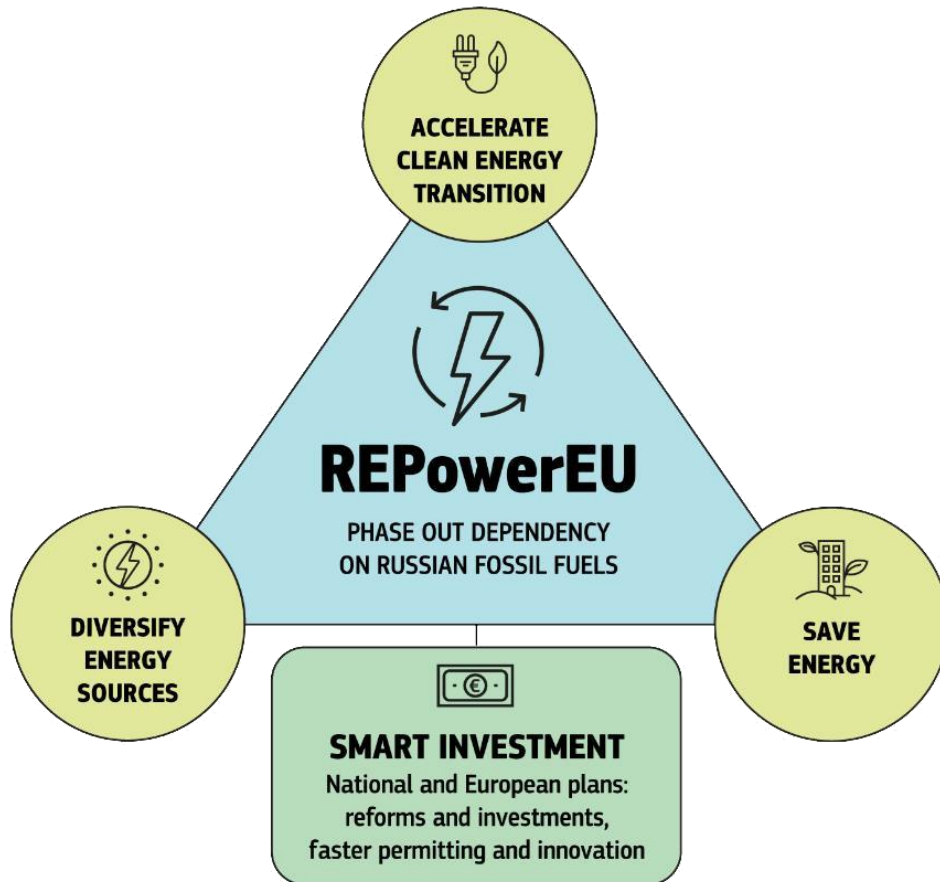 ACCELERATE
CLEAN ENERGY
TRANSITION
REPowerEU
PHASE OUT DEPENDENCY
ON RUSSIAN FOSSIL FUELS
DIVERSIFY
ENERGY
SOURCES
SAVE
ENERGY
€
SMART INVESTMENT
National and European plans:
reforms and investments,
faster permitting and innovation